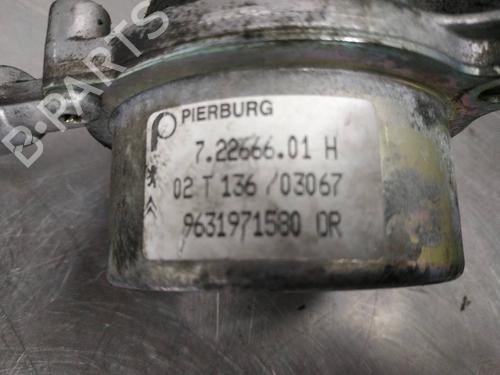 PIERBURG
7.22666.01 H
02 T 136 / 03067
9631971580 OR
B-PARTS